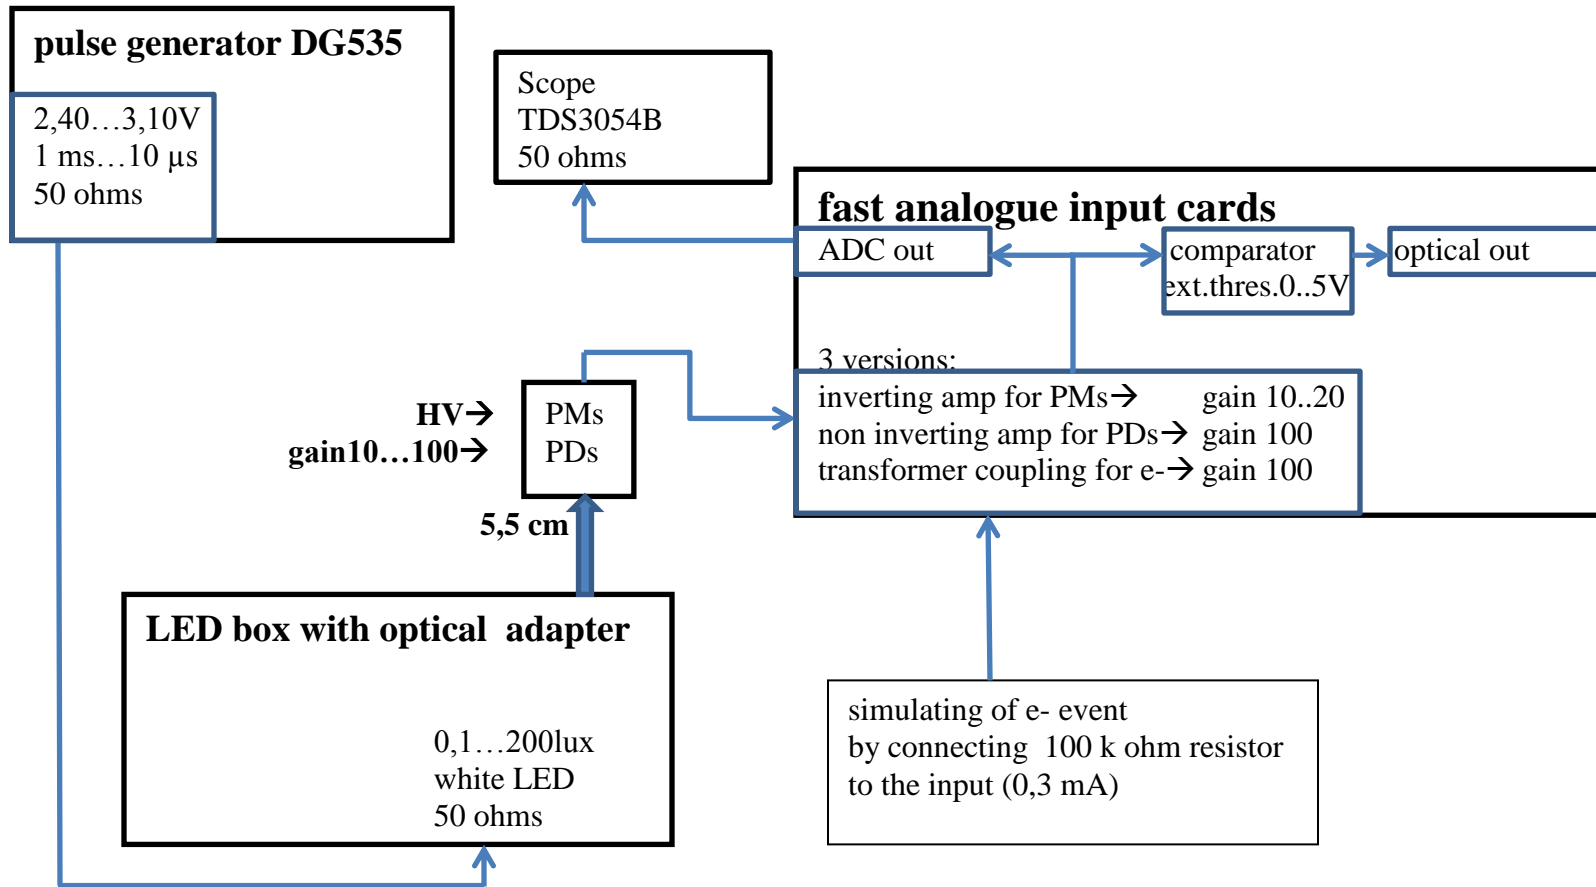 pulse generator DG535
2,40…3,10V
1 ms…10 µs
50 ohms
Scope
TDS3054B
50 ohms
fast analogue input cards
ADC out
comparator
ext.thres.0..5V
optical out
3 versions:
inverting amp for PMs→ gain 10..20
non inverting amp for PDs→ gain 100
transformer coupling for e-→ gain 100
HV→
gain10…100→
PMs
PDs
5,5 cm
LED box with optical adapter
0,1…200lux
white LED
50 ohms
simulating of e- event
by connecting 100 k ohm resistor
to the input (0,3 mA)